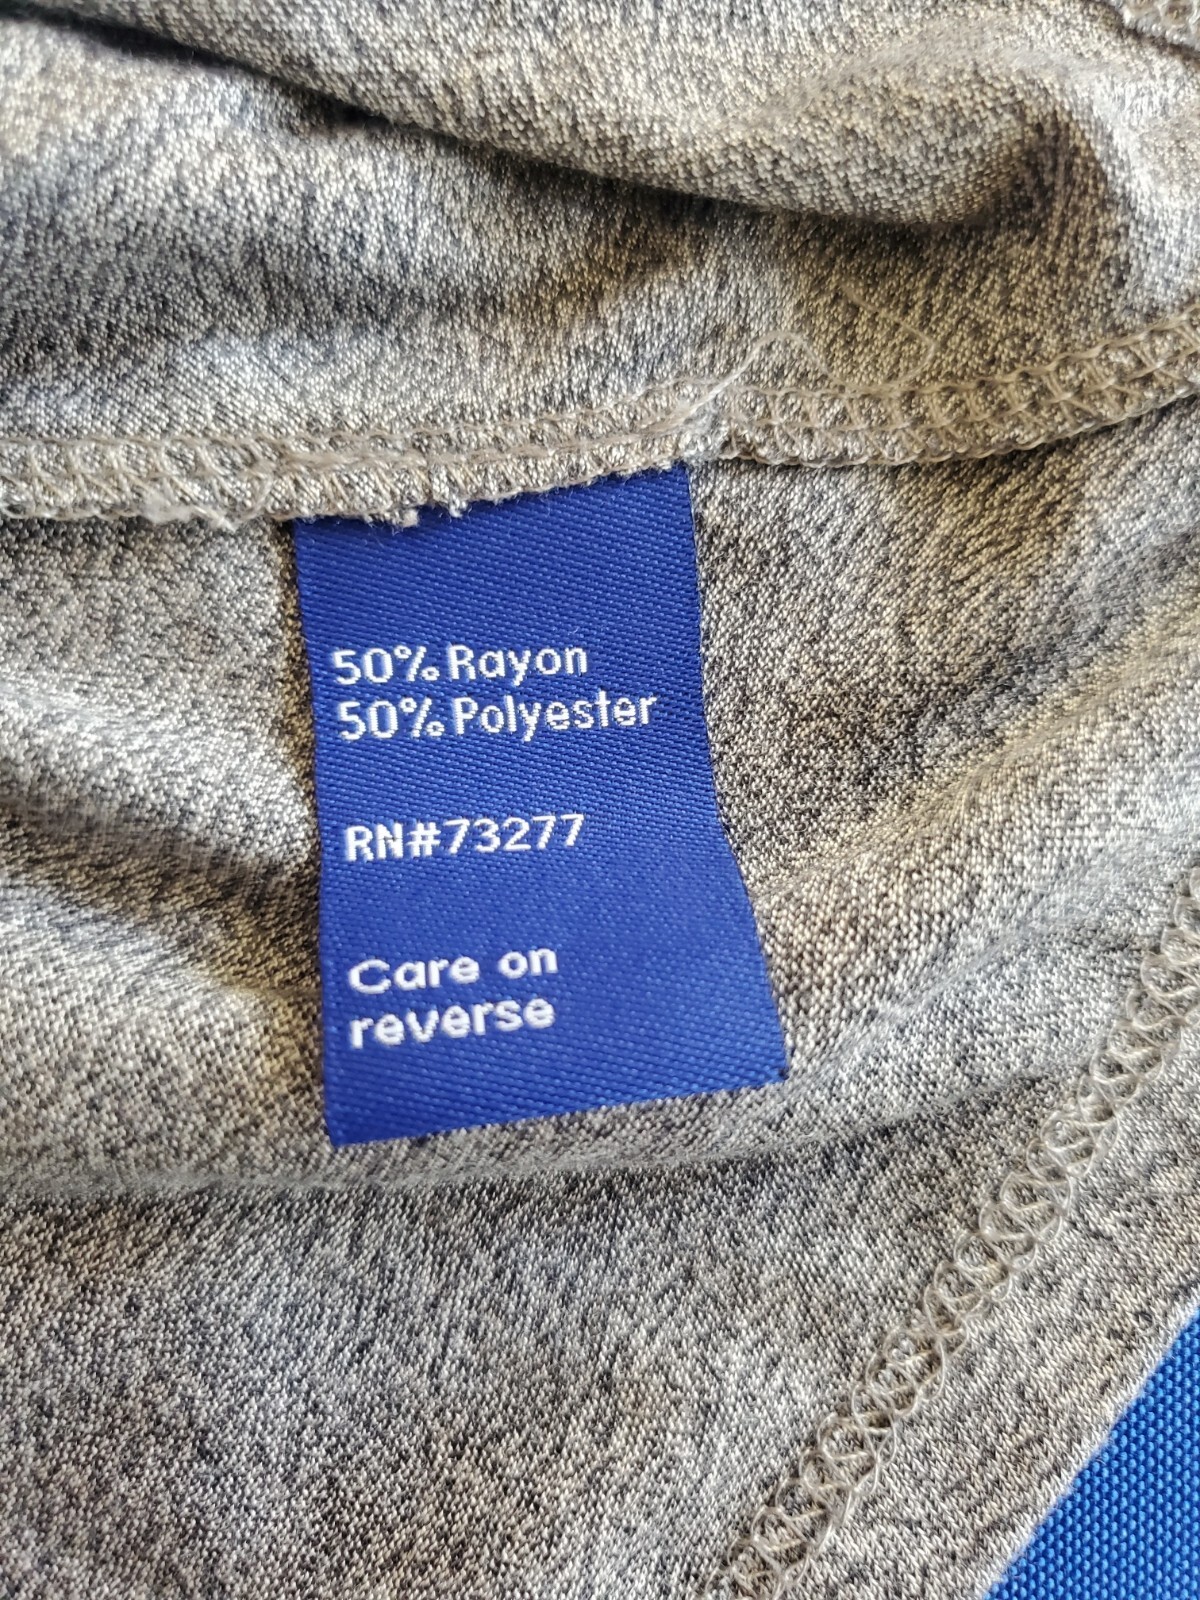 50% Rayon
50% Polyester
RN#73277
Care on
reverse